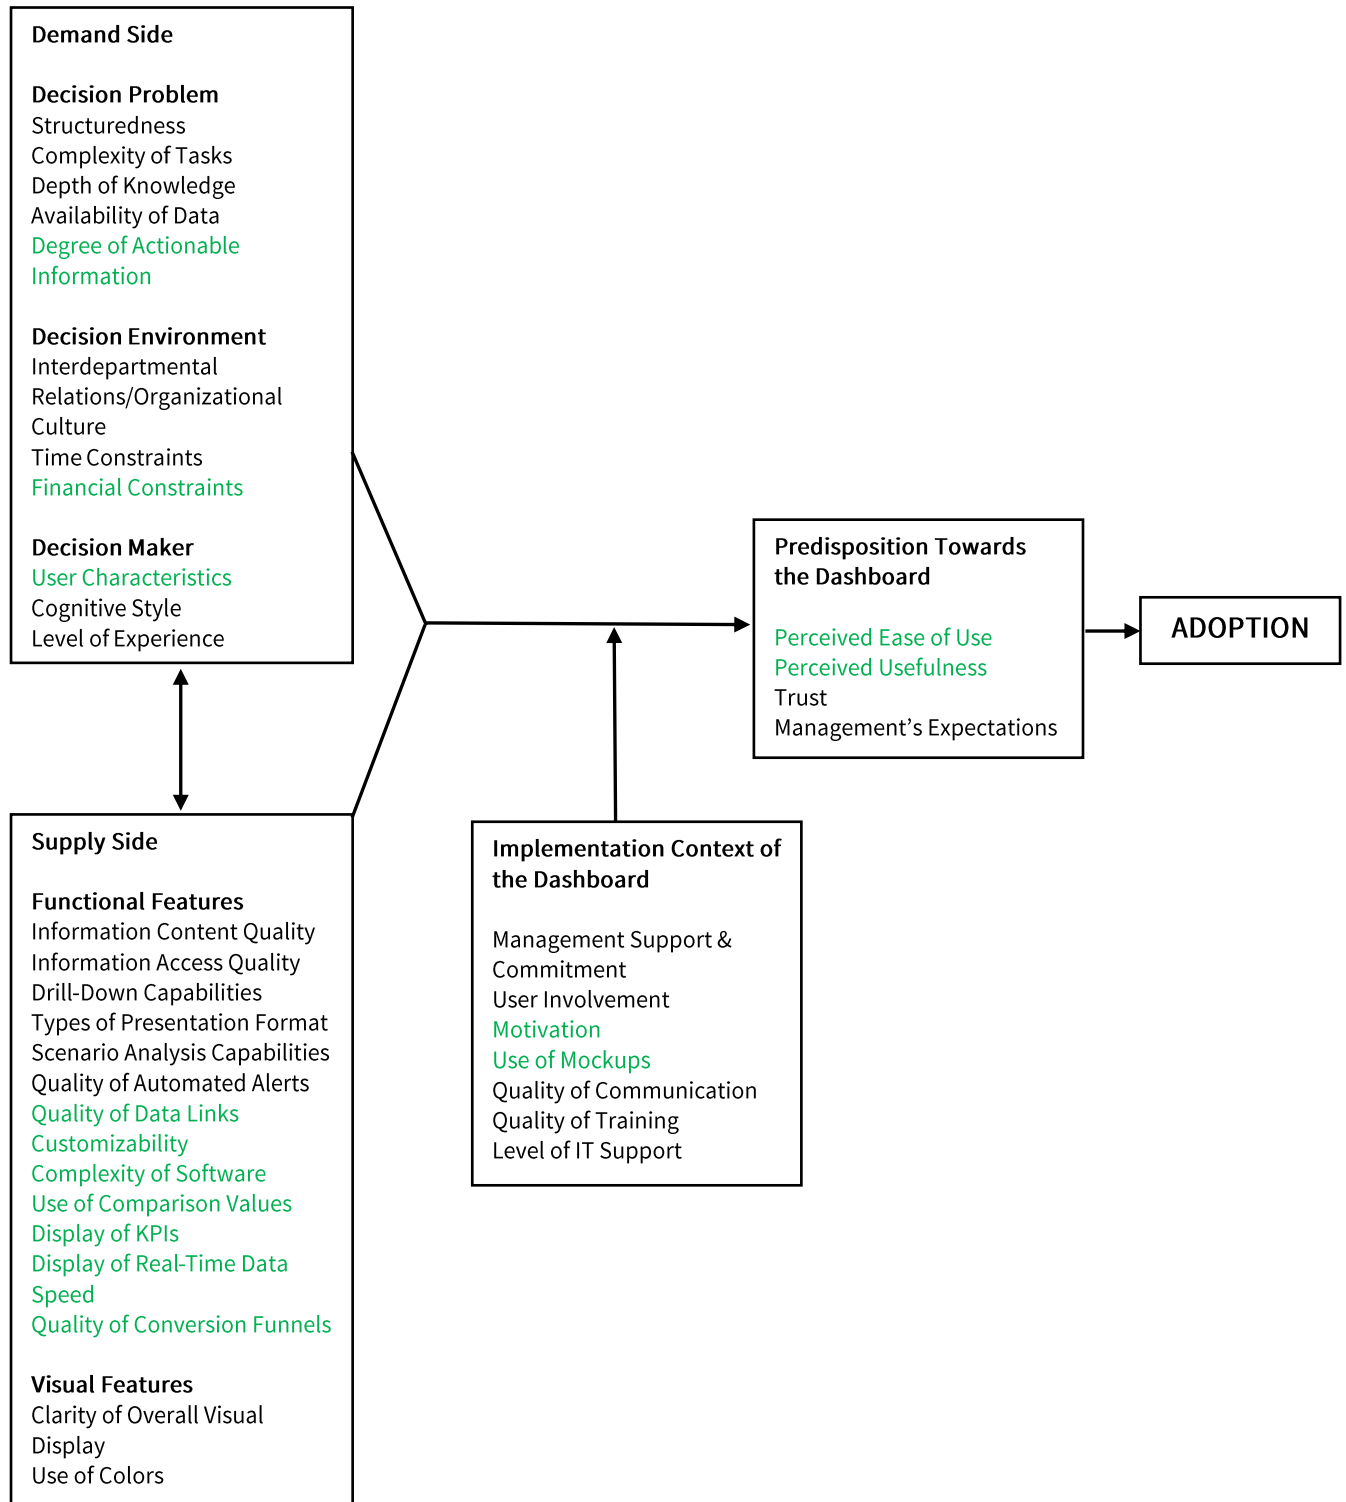 Demand Side
Decision Problem
Structuredness
Complexity of Tasks
Depth of Knowledge
Availability of Data
Degree of Actionable
Information
Decision Environment
Interdepartmental
Relations/Organizational
Culture
Time Constraints
Financial Constraints
Decision Maker
User Characteristics
Cognitive Style
Level of Experience
Supply Side
Functional Features
Information Content Quality
Information Access Quality
Drill-Down Capabilities
Types of Presentation Format
Scenario Analysis Capabilities
Quality of Automated Alerts
Quality of Data Links
Customizability
Complexity of Software
Use of Comparison Values
Display of KPIs
Display of Real-Time Data
Speed
Quality of Conversion Funnels
Visual Features
Clarity of Overall Visual
Display
Use of Colors
Implementation Context of
the Dashboard
Management Support &
Commitment
User Involvement
Motivation
Use of Mockups
Quality of Communication
Quality of Training
Level of IT Support
Predisposition Towards
the Dashboard
Perceived Ease of Use
Perceived Usefulness
Trust
Management’s Expectations
ADOPTION